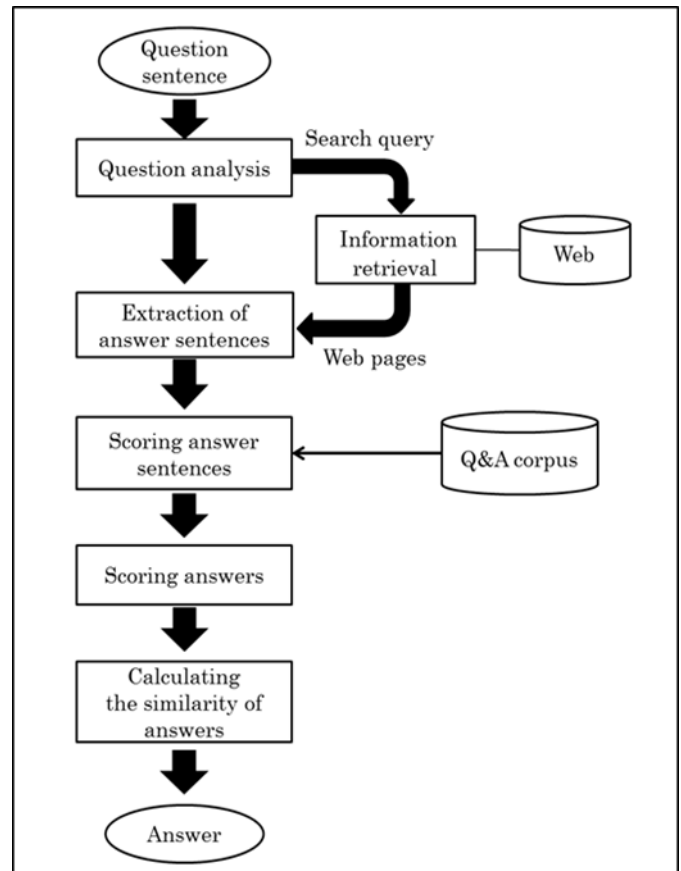 Question
sentence
Search query
Question analysis
Information
retrieval
Web
Extraction of
answer sentences
Web pages
Scoring answer
sentences
Q&A corpus
Scoring answers
Calculating
the similarity of
answers
Answer